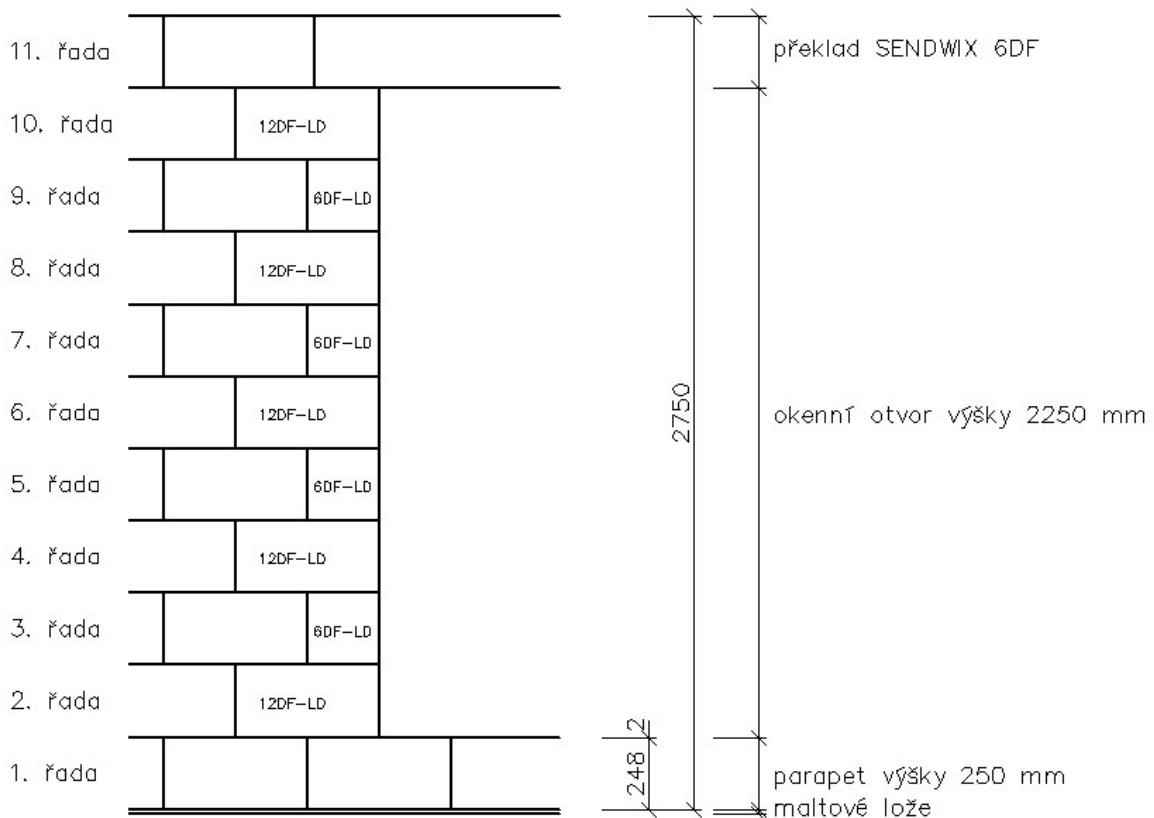 11. řada
překlad SENDWIX 6DF
10. řada
12DF-LD
9. řada
6DF-LD
8. řada
12DF-LD
7. řada
6DF-LD
6. řada
12DF-LD
2750
okenní otvor výšky 2250 mm
5. řada
6DF-LD
4. řada
12DF-LD
3. řada
6DF-LD
2. řada
12DF-LD
2
1. řada
248
parapet výšky 250 mm
maltové lože